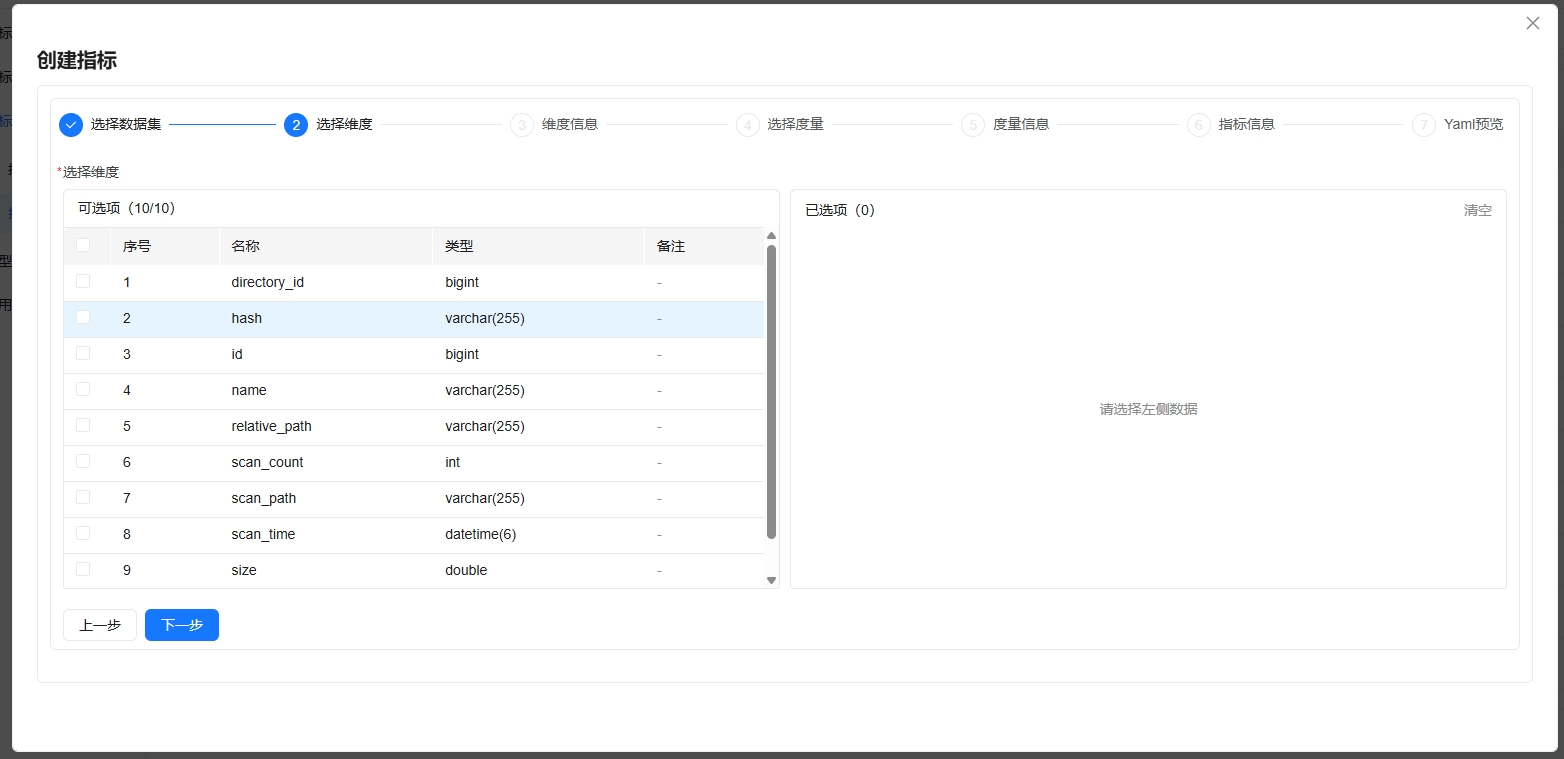 创建指标
选择数据集 2 选择维度 3 维度信息 4 选择度量 5 度量信息 6 指标信息 7 Yaml预览
*选择维度
可选项（10/10）
序号 名称 类型 备注
1 directory_id bigint -
2 hash varchar(255) -
3 id bigint -
4 name varchar(255) -
5 relative_path varchar(255) -
6 scan_count int -
7 scan_path varchar(255) -
8 scan_time datetime(6) -
9 size double -
已选项（0） 清空
请选择左侧数据
上一步 下一步